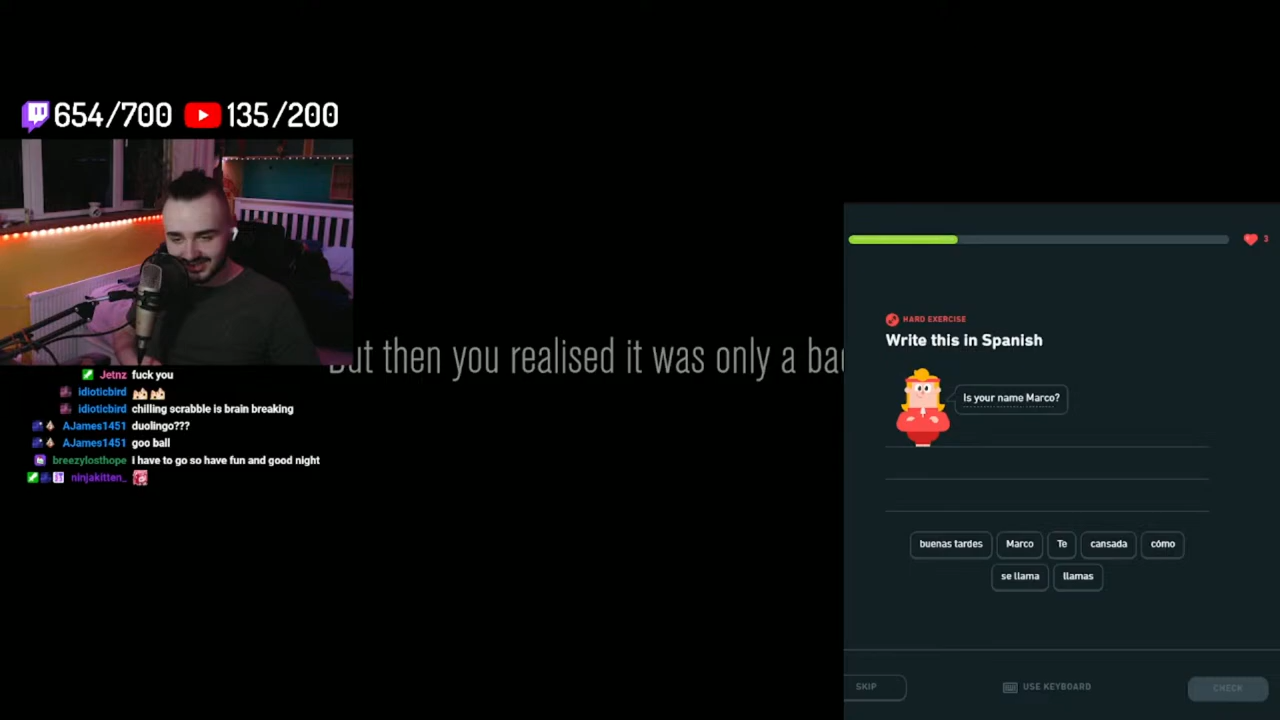 654/700 135/200
But then you realised it was only a bad
Jetnz fuck you
idioticbird
idioticbird chilling scrabble is brain breaking
AJames1451 duolingo???
AJames1451 goo ball
breezylosthope i have to go so have fun and good night
ninjakitten_
3
HARD EXERCISE
Write this in Spanish
Is your name Marco?
buenas tardes Marco Te cansada cómo
se llama llamas
SKIP USE KEYBOARD CHECK